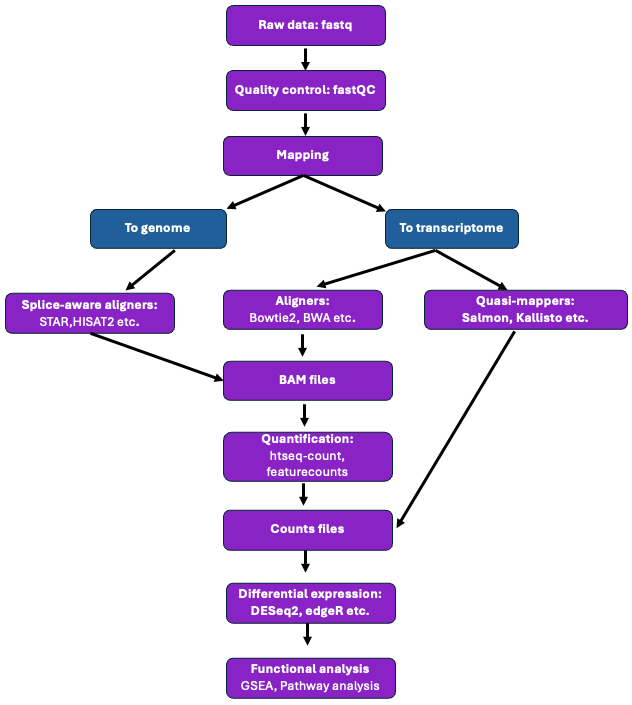 Raw data: fastq
Quality control: fastQC
Mapping
To genome
To transcriptome
Splice-aware aligners:
STAR,HISAT2 etc.
Aligners:
Bowtie2, BWA etc.
Quasi-mappers:
Salmon, Kallisto etc.
BAM files
Quantification:
htseq-count,
featurecounts
Counts files
Differential expression:
DESeq2, edgeR etc.
Functional analysis
GSEA, Pathway analysis